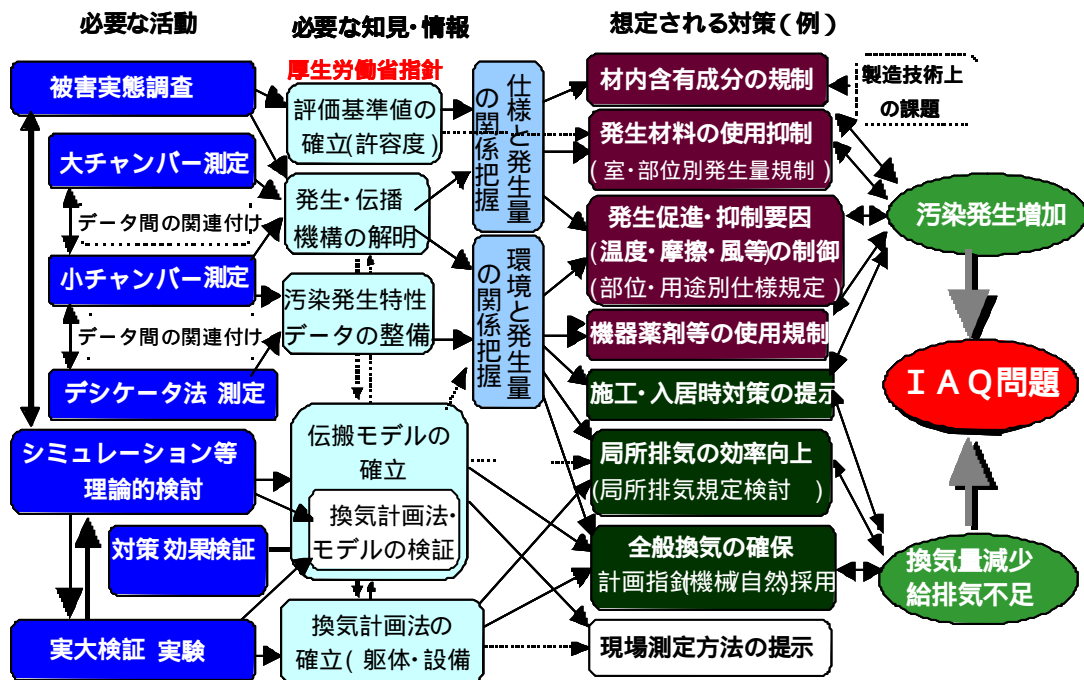 必要な活動
必要な知見・情報
想定される対策(例)
厚生労働省指針
被害実態調査
大チャンバー測定
データ間の関連付け
小チャンバー測定
データ間の関連付け
デシケータ法 測定
シミュレーション等
理論的検討
対策 効果検証
実大検証 実験
評価基準値の
確立(許容度)
発生・伝播
機構の解明
汚染発生特性
データの整備
伝搬モデルの
確立
換気計画法・
モデルの検証
換気計画法の
確立( 躯体・設備
仕様と発生量
の関係把握
環境と発生量
の関係把握
材内含有成分の規制
発生材料の使用抑制
(室・部位別発生量規制)
発生促進・抑制要因
(温度・摩擦・風等)の制御
(部位・用途別仕様規定)
機器薬剤等の使用規制
施工・入居時対策の提示
局所排気の効率向上
(局所排気規定検討 )
全般換気の確保
計画指針(機械/自然)採用
現場測定方法の提示
製造技術上
の課題
汚染発生増加
IAQ問題
換気量減少
給排気不足